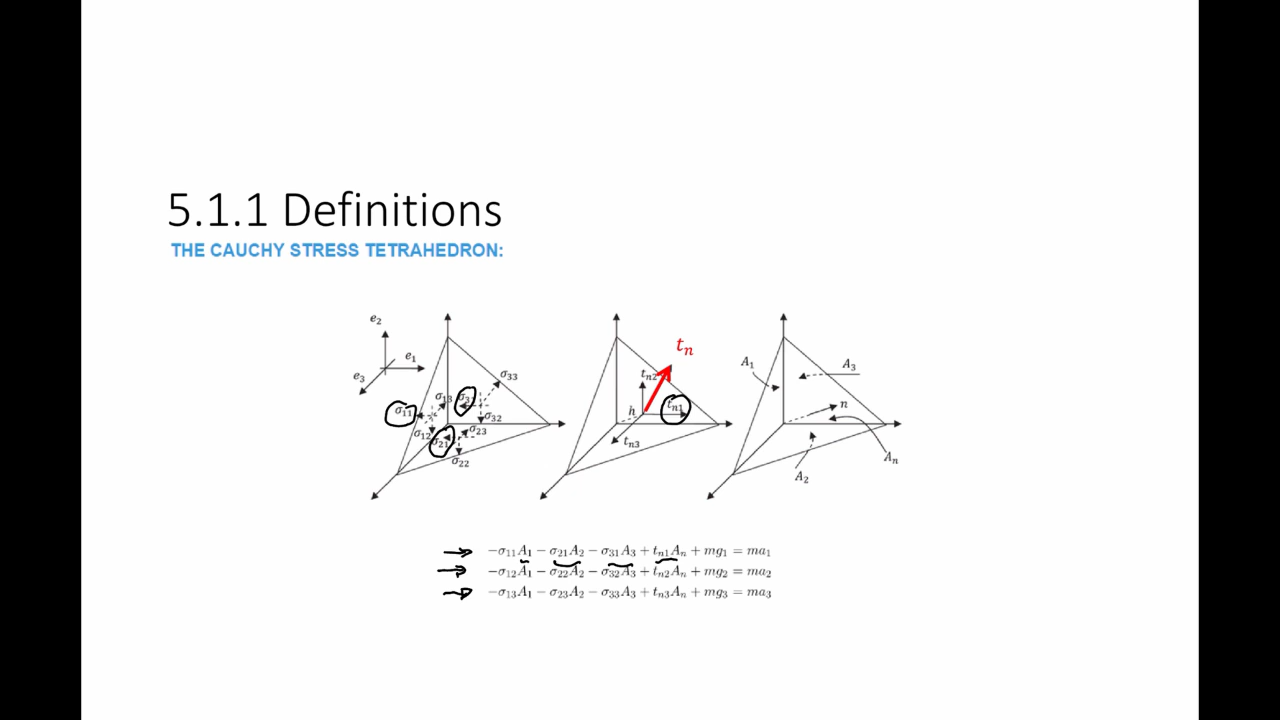 5.1.1 Definitions
THE CAUCHY STRESS TETRAHEDRON:
e₂
e₁
e₃
σ₃₃
σ₁₃
σ₁₁
σ₃₂
σ₁₂
σ₂₁
σ₂₃
σ₂₂
tₙ
tₙ₂
tₙ₁
h
tₙ₃
A₁
A₃
n
Aₙ
A₂
−σ₁₁A₁ − σ₂₁A₂ − σ₃₁A₃ + tₙ₁Aₙ + mg₁ = ma₁
−σ₁₂A₁ − σ₂₂A₂ − σ₃₂A₃ + tₙ₂Aₙ + mg₂ = ma₂
−σ₁₃A₁ − σ₂₃A₂ − σ₃₃A₃ + tₙ₃Aₙ + mg₃ = ma₃